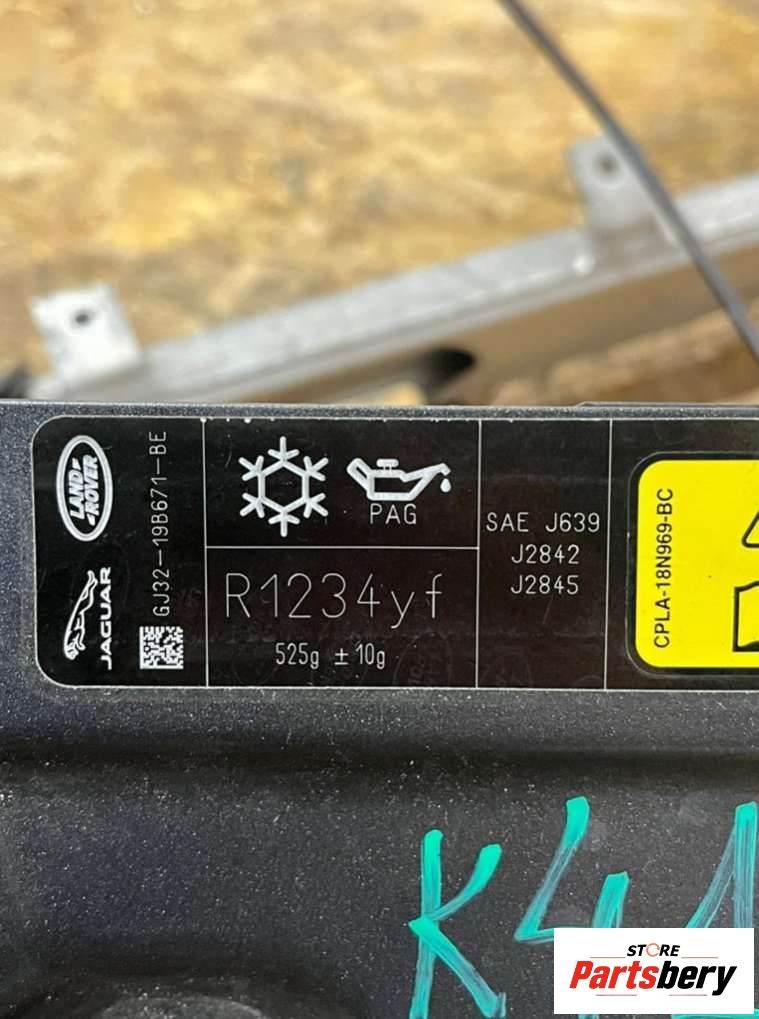 LAND
ROVER
JAGUAR
GJ32-19B671-BE
PAG
R1234yf
525g ±10g
SAE J639
J2842
J2845
CPLA-18N969-BC
K41
STORE
Partsbery